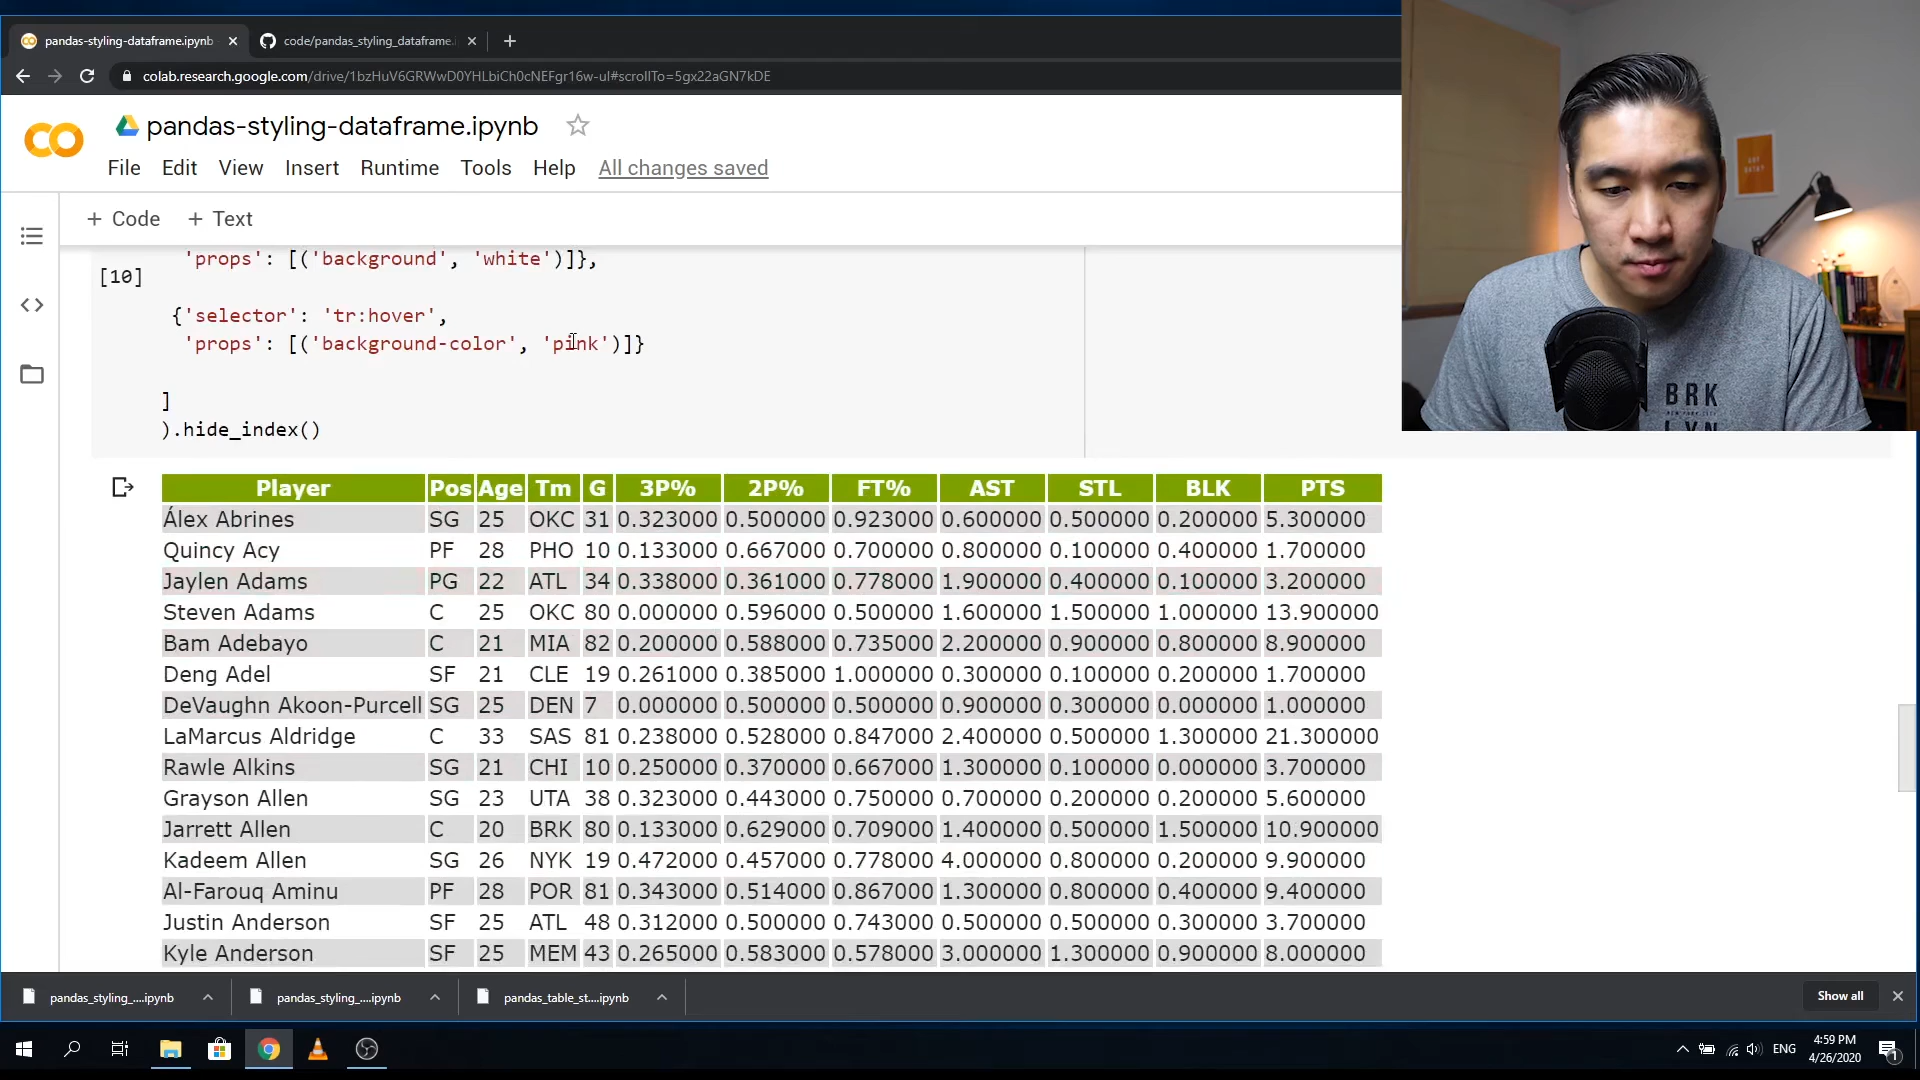 pandas-styling-dataframe.ipynb
code/pandas_styling_dataframe.i
colab.research.google.com/drive/1bzHuV6GRWwD0YHLbiCh0cNEFgr16w-ul#scrollTo=5gx22aGN7kDE
pandas-styling-dataframe.ipynb
File Edit View Insert Runtime Tools Help All changes saved
+ Code + Text
'props': [('background', 'white')]},
[10]
{'selector': 'tr:hover',
'props': [('background-color', 'pink')]}
]
).hide_index()
Player Pos Age Tm G 3P% 2P% FT% AST STL BLK PTS
Álex Abrines SG 25 OKC 31 0.323000 0.500000 0.923000 0.600000 0.500000 0.200000 5.300000
Quincy Acy PF 28 PHO 10 0.133000 0.667000 0.700000 0.800000 0.100000 0.400000 1.700000
Jaylen Adams PG 22 ATL 34 0.338000 0.361000 0.778000 1.900000 0.400000 0.100000 3.200000
Steven Adams C 25 OKC 80 0.000000 0.596000 0.500000 1.600000 1.500000 1.000000 13.900000
Bam Adebayo C 21 MIA 82 0.200000 0.588000 0.735000 2.200000 0.900000 0.800000 8.900000
Deng Adel SF 21 CLE 19 0.261000 0.385000 1.000000 0.300000 0.100000 0.200000 1.700000
DeVaughn Akoon-Purcell SG 25 DEN 7 0.000000 0.500000 0.500000 0.900000 0.300000 0.000000 1.000000
LaMarcus Aldridge C 33 SAS 81 0.238000 0.528000 0.847000 2.400000 0.500000 1.300000 21.300000
Rawle Alkins SG 21 CHI 10 0.250000 0.370000 0.667000 1.300000 0.100000 0.000000 3.700000
Grayson Allen SG 23 UTA 38 0.323000 0.443000 0.750000 0.700000 0.200000 0.200000 5.600000
Jarrett Allen C 20 BRK 80 0.133000 0.629000 0.709000 1.400000 0.500000 1.500000 10.900000
Kadeem Allen SG 26 NYK 19 0.472000 0.457000 0.778000 4.000000 0.800000 0.200000 9.900000
Al-Farouq Aminu PF 28 POR 81 0.343000 0.514000 0.867000 1.300000 0.800000 0.400000 9.400000
Justin Anderson SF 25 ATL 48 0.312000 0.500000 0.743000 0.500000 0.500000 0.300000 3.700000
Kyle Anderson SF 25 MEM 43 0.265000 0.583000 0.578000 3.000000 1.300000 0.900000 8.000000
BRK
pandas_styling_....ipynb
pandas_styling_....ipynb
pandas_table_st....ipynb
Show all
ENG
4:59 PM
4/26/2020
1